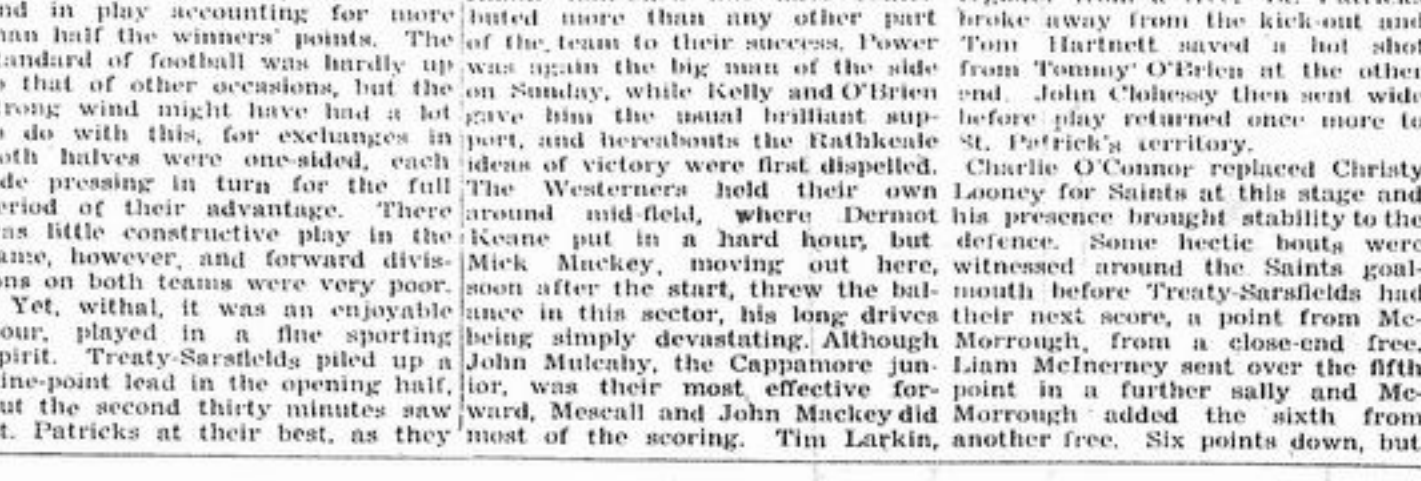 nd in play accounting for more
an half the winners' points. The
andard of football was hardly up
that of other occasions, but the
rong wind might have had a lot
do with this, for exchanges in
oth halves were one-sided, each
de pressing in turn for the full
eriod of their advantage. There
as little constructive play in the
ame, however, and forward divis-
ons on both teams were very poor.
Yet, withal, it was an enjoyable
our, played in a fine sporting
pirit. Treaty-Sarsfields piled up a
ine-point lead in the opening half,
ut the second thirty minutes saw
t. Patricks at their best, as they
buted more than any other part
of the team to their success. Power
was again the big man of the side
on Sunday, while Kelly and O'Brien
gave him the usual brilliant sup-
port, and hereabouts the Rathkeale
ideas of victory were first dispelled.
The Westerners held their own
around mid-field, where Dermot
Keane put in a hard hour, but
Mick Mackey, moving out here,
soon after the start, threw the bal-
ance in this sector, his long drives
being simply devastating. Although
John Mulcahy, the Cappamore jun-
ior, was their most effective for-
ward, Mescall and John Mackey did
most of the scoring. Tim Larkin,
broke away from the kick-out and
Tom Hartnett saved a hot shot
from Tommy O'Brien at the other
end. John Clohessy then sent wide
before play returned once more to
St. Patrick's territory.
Charlie O'Connor replaced Christy
Looney for Saints at this stage and
his presence brought stability to the
defence. Some hectic bouts were
witnessed around the Saints goal-
mouth before Treaty-Sarsfields had
their next score, a point from Mc-
Morrough, from a close-end free.
Liam McInerney sent over the fifth
point in a further sally and Mc-
Morrough added the sixth from
another free. Six points down, but